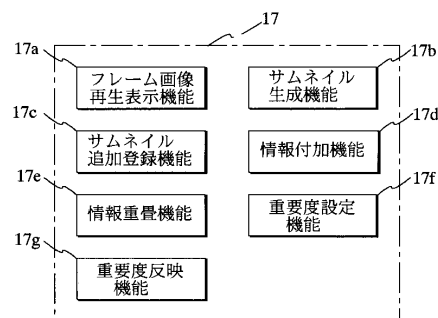 17
17a
フレーム画像
再生表示機能
サムネイル
生成機能
17b
17c
サムネイル
追加登録機能
情報付加機能
17d
17e
情報重畳機能
重要度設定
機能
17f
17g
重要度反映
機能